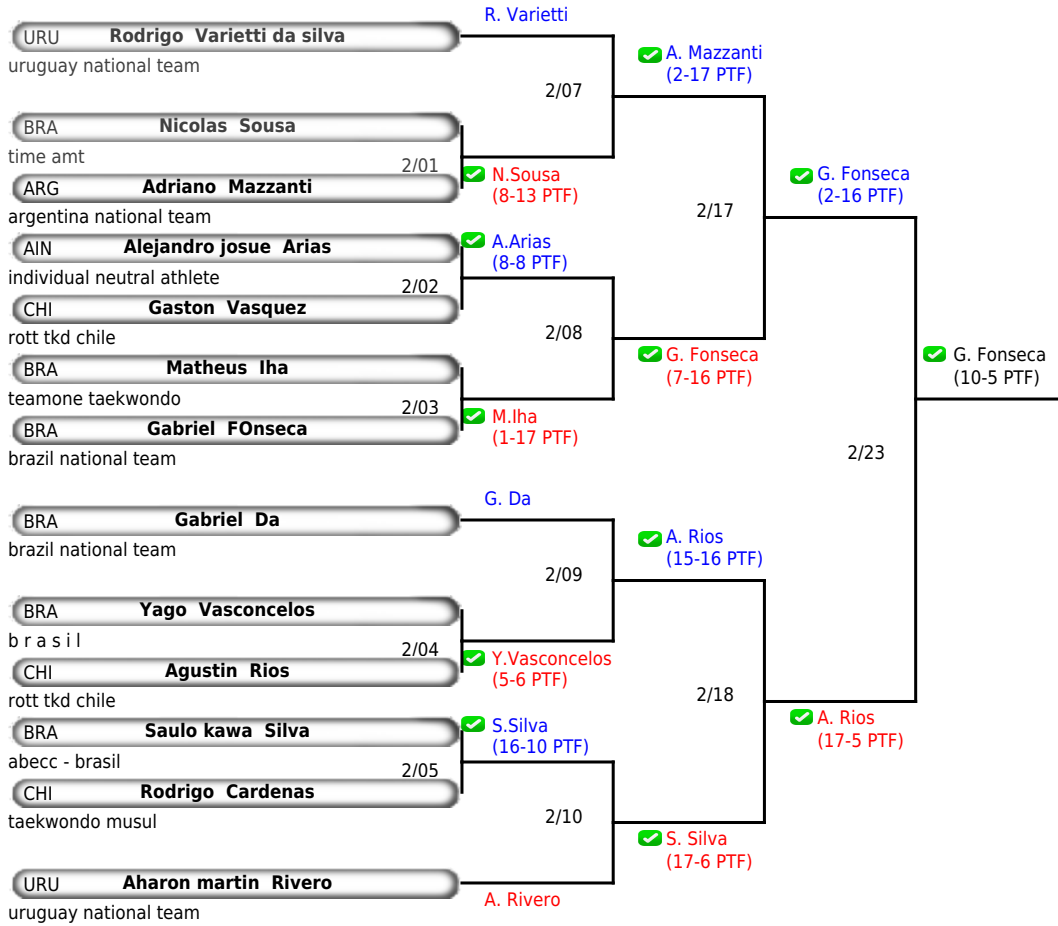 R. Varietti
URU Rodrigo Varietti da silva
uruguay national team
A. Mazzanti
(2-17 PTF)
2/07
BRA Nicolas Sousa
time amt
2/01
N.Sousa
(8-13 PTF)
ARG Adriano Mazzanti
argentina national team
G. Fonseca
(2-16 PTF)
2/17
AIN Alejandro josue Arias
individual neutral athlete
A.Arias
(8-8 PTF)
2/02
CHI Gaston Vasquez
rott tkd chile
2/08
G. Fonseca
(7-16 PTF)
G. Fonseca
(10-5 PTF)
BRA Matheus Iha
teamone taekwondo
2/03
M.Iha
(1-17 PTF)
BRA Gabriel FOnseca
brazil national team
2/23
G. Da
BRA Gabriel Da
brazil national team
A. Rios
(15-16 PTF)
2/09
BRA Yago Vasconcelos
b r a s i l
2/04
Y.Vasconcelos
(5-6 PTF)
CHI Agustin Rios
rott tkd chile
2/18
A. Rios
(17-5 PTF)
BRA Saulo kawa Silva
abecc - brasil
S.Silva
(16-10 PTF)
2/05
CHI Rodrigo Cardenas
taekwondo musul
2/10
S. Silva
(17-6 PTF)
URU Aharon martin Rivero
uruguay national team
A. Rivero